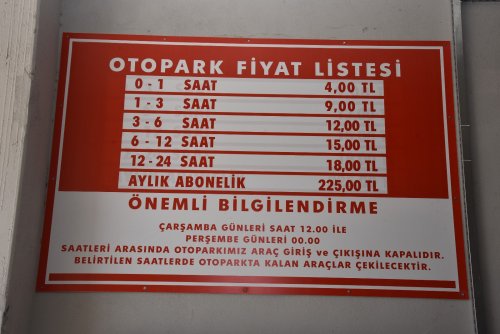 OTOPARK FİYAT LİSTESİ
0 - 1 SAAT 4,00 TL
1 - 3 SAAT 9,00 TL
3 - 6 SAAT 12,00 TL
6 - 12 SAAT 15,00 TL
12 - 24 SAAT 18,00 TL
AYLIK ABONELİK 225,00 TL
ÖNEMLİ BİLGİLENDİRME
ÇARŞAMBA GÜNLERİ SAAT 12.00 İLE
PERŞEMBE GÜNLERİ 00.00
SAATLERİ ARASINDA OTOPARKIMIZ ARAÇ GİRİŞ ve ÇIKIŞINA KAPALIDIR.
BELİRTİLEN SAATLERDE OTOPARKTA KALAN ARAÇLAR ÇEKİLECEKTİR.